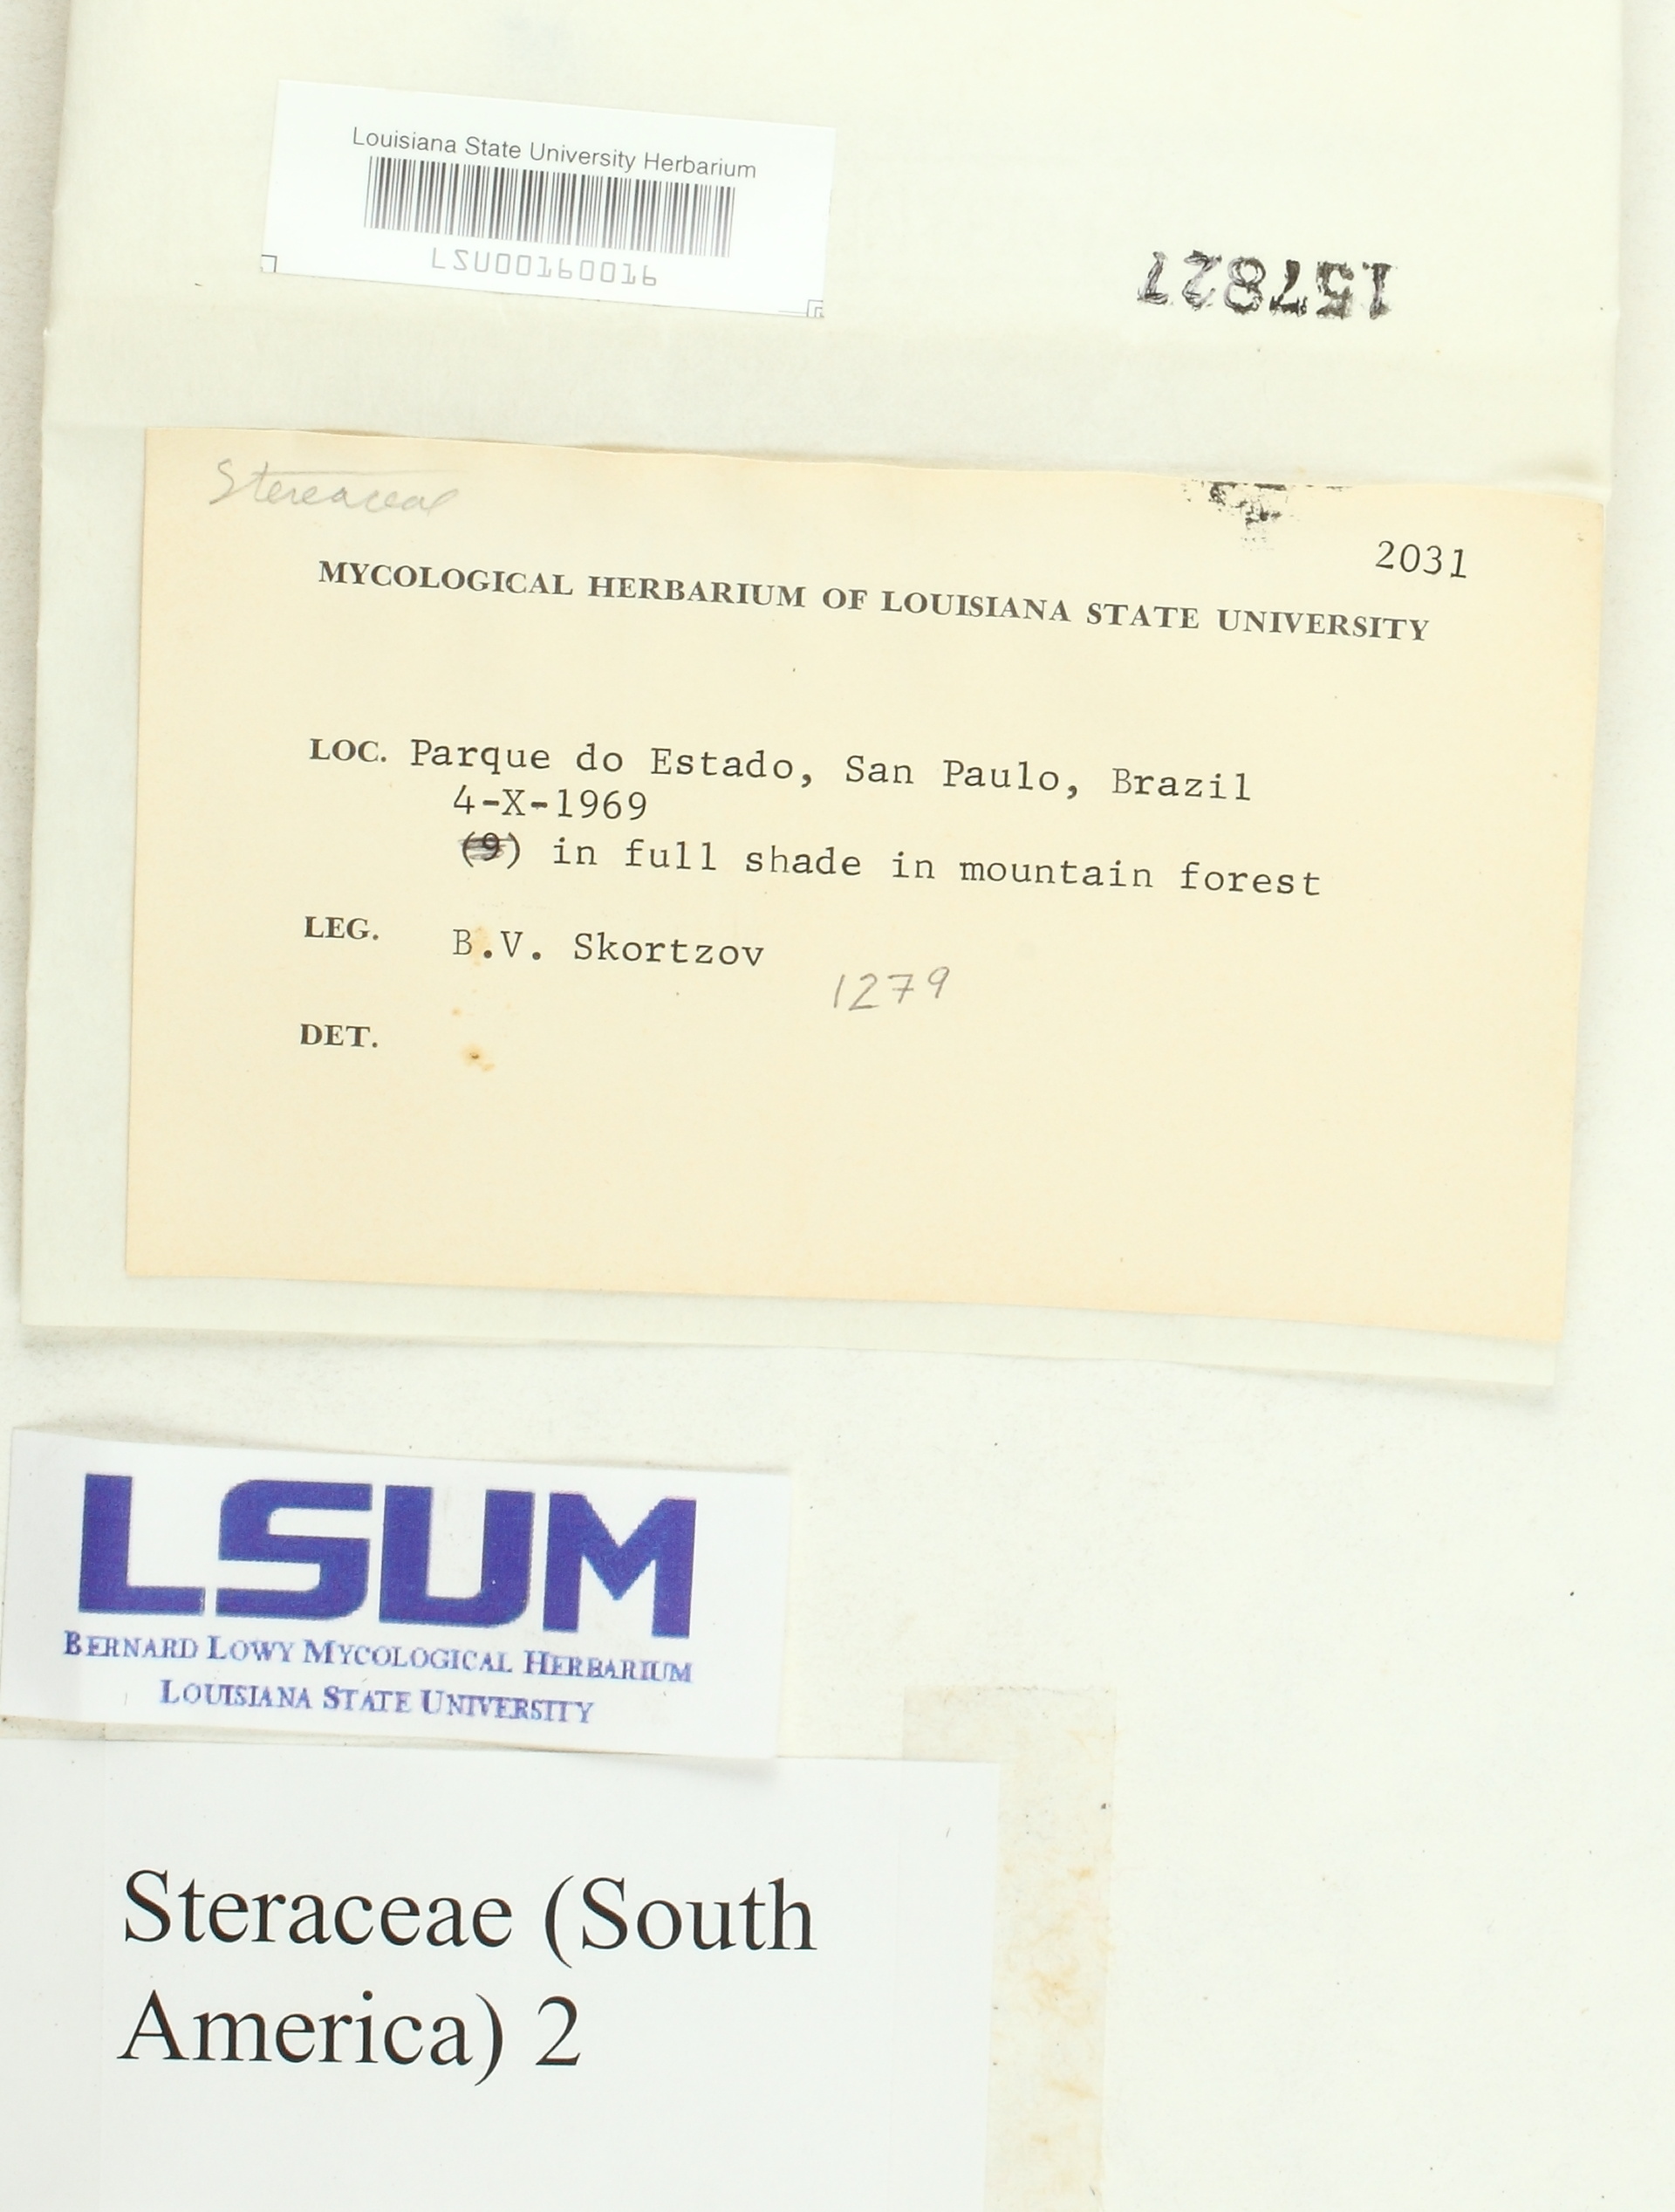 Louisiana State University Herbarium
LSU00160016
157827
Stereaceae
2031
MYCOLOGICAL HERBARIUM OF LOUISIANA STATE UNIVERSITY
LOC. Parque do Estado, San Paulo, Brazil
4-X-1969
(9) in full shade in mountain forest
LEG. B.V. Skortzov
1279
DET.
LSUM
BERNARD LOWY MYCOLOGICAL HERBARIUM
LOUISIANA STATE UNIVERSITY
Steraceae (South
America) 2